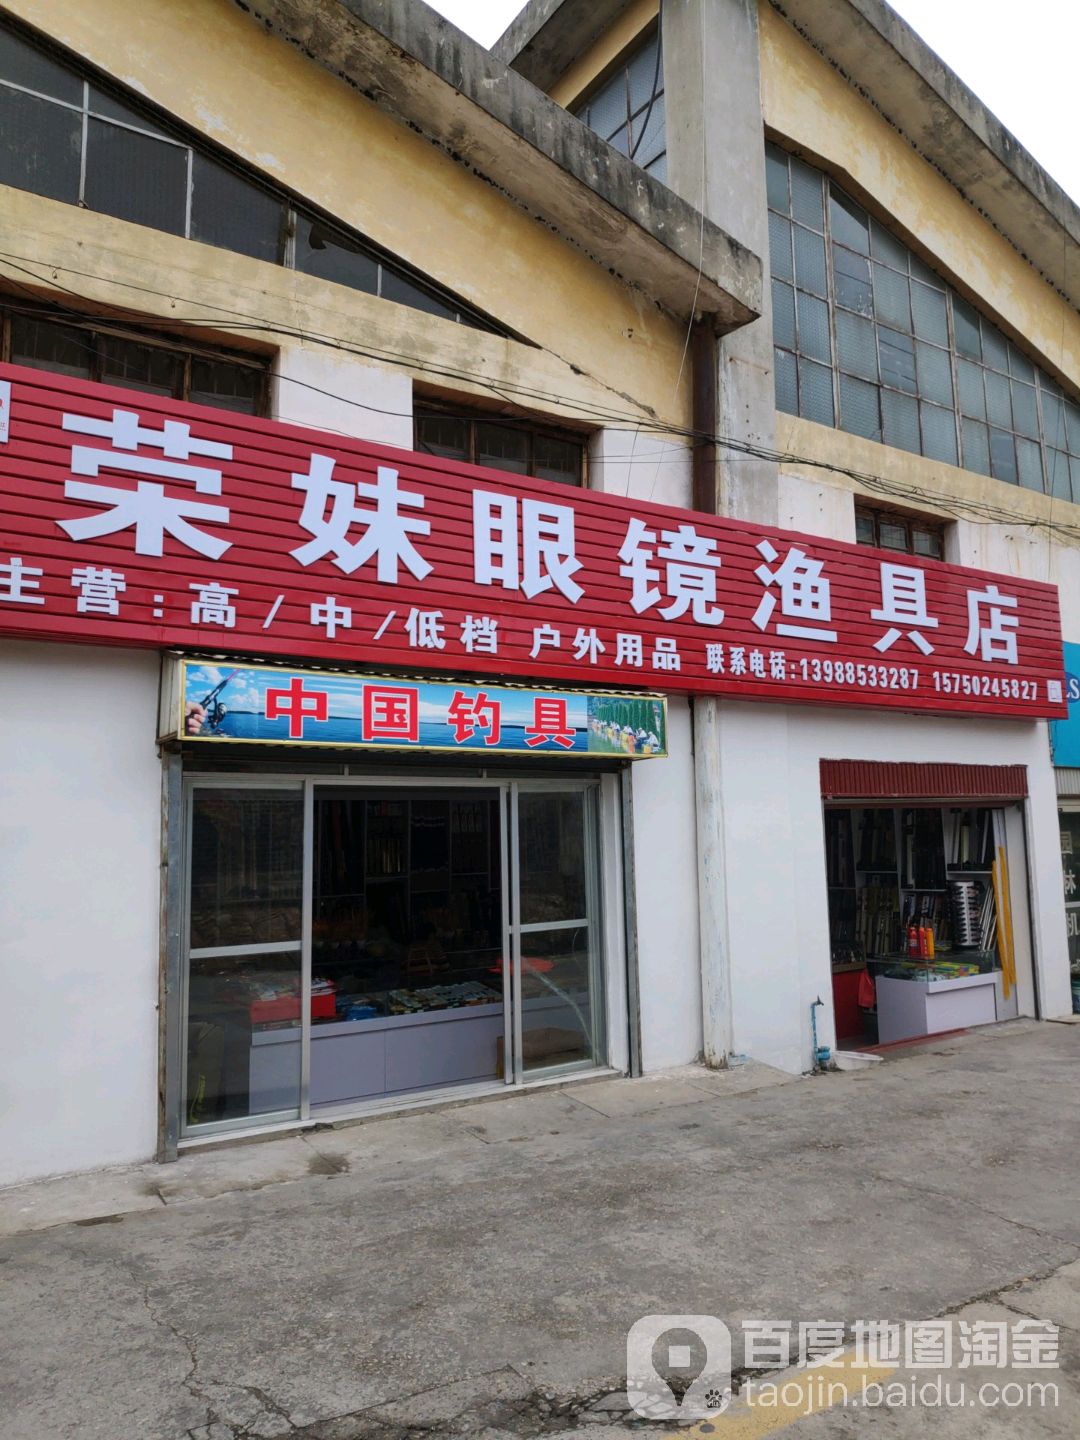 荣妹眼镜渔具店
主营:高/中/低档 户外用品 联系电话:13988533287 15750245827
中国钓具
百度地图淘金
taojin.baidu.com